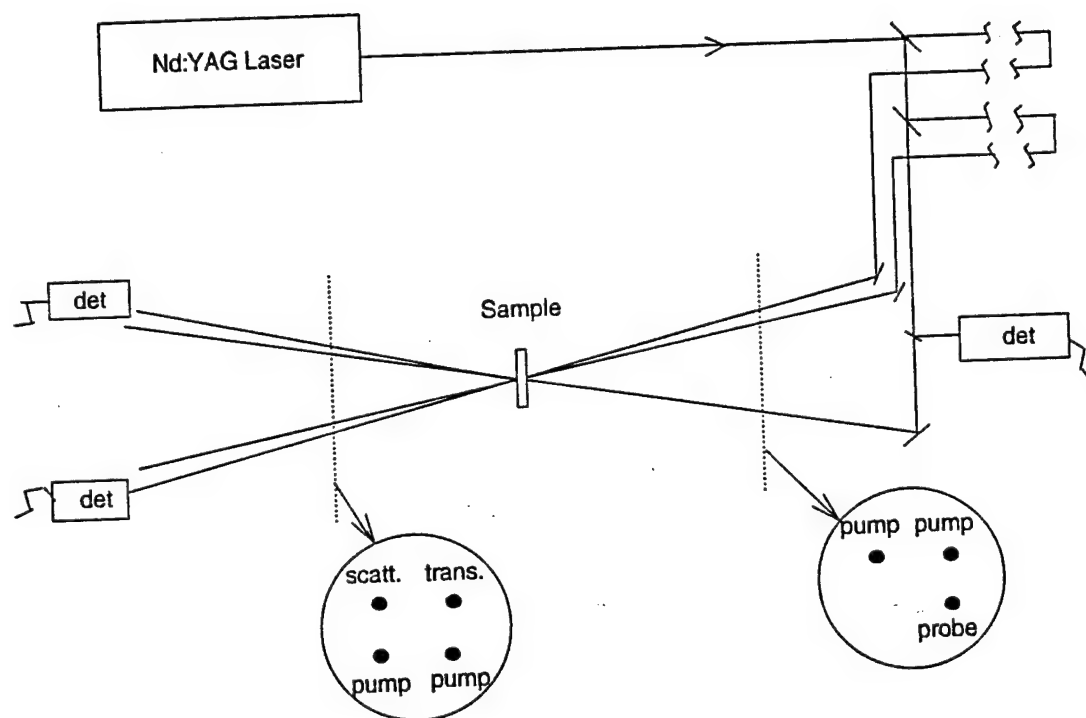 Nd:YAG Laser
det
Sample
det
det
pump pump
probe
scatt. trans.
pump pump